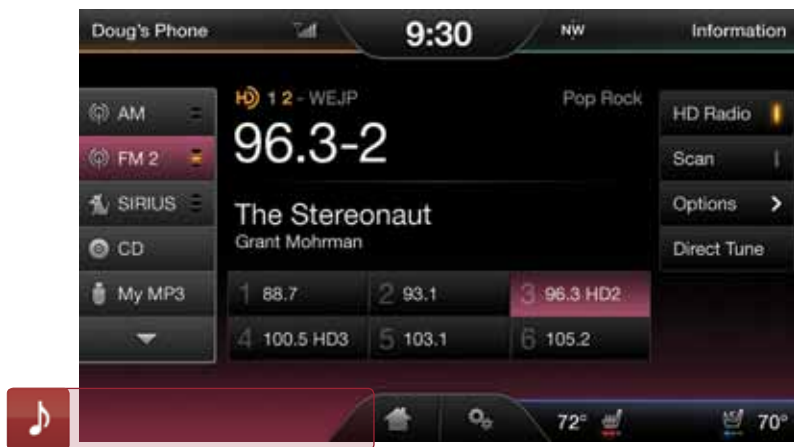 Doug's Phone
9:30
NW
Information
AM
FM 2
SIRIUS
CD
My MP3
HD 1 2 - WEJP
Pop Rock
96.3-2
The Stereonaut
Grant Mohrman
1 88.7
2 93.1
3 96.3 HD2
4 100.5 HD3
5 103.1
6 105.2
HD Radio
Scan
Options >
Direct Tune
72°
70°